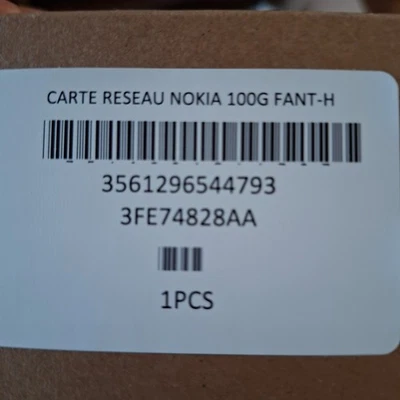 CARTE RESEAU NOKIA 100G FANT-H
3561296544793
3FE74828AA
1PCS